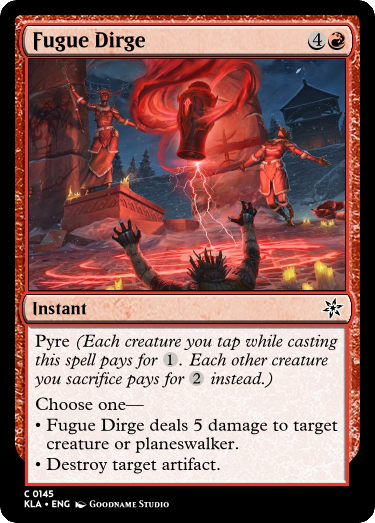 Fugue Dirge 4
Instant
Pyre (Each creature you tap while casting
this spell pays for 1. Each other creature
you sacrifice pays for 2 instead.)
Choose one—
• Fugue Dirge deals 5 damage to target
creature or planeswalker.
• Destroy target artifact.
C 0145
KLA • ENG Goodname Studio